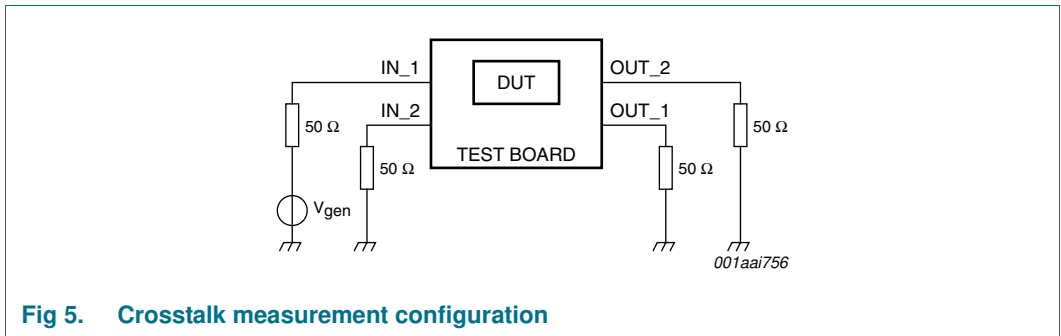 IN_1
OUT_2
DUT
IN_2
OUT_1
50 Ω
50 Ω
TEST BOARD
50 Ω
50 Ω
Vgen
001aai756
Fig 5. Crosstalk measurement configuration